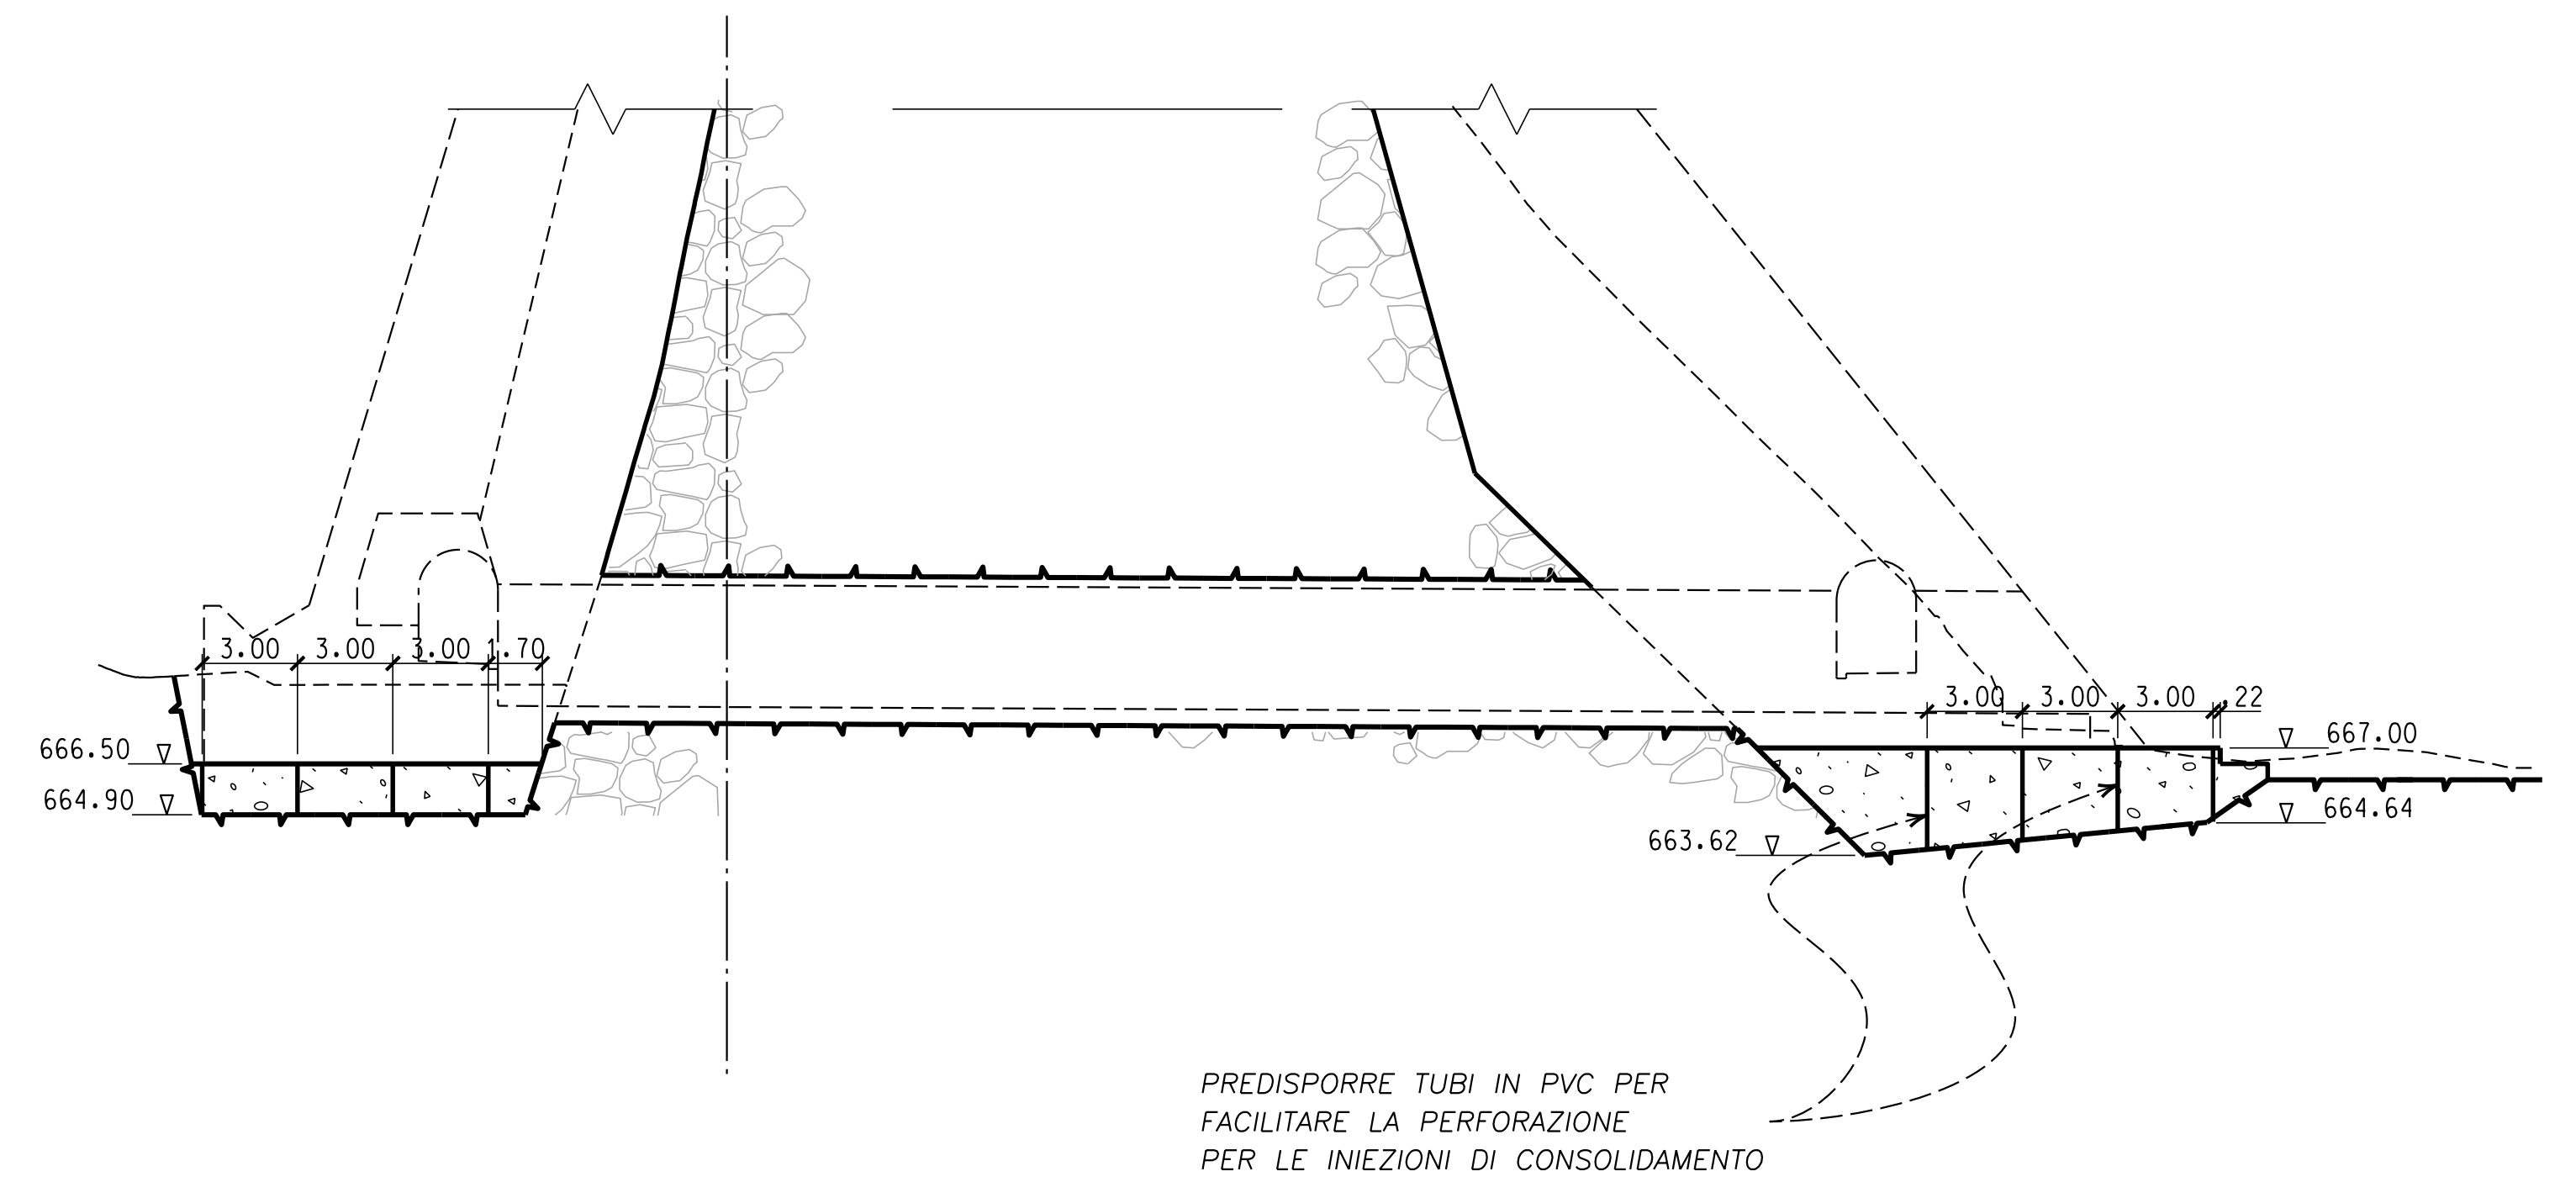 3.00 3.00 3.00 1.70
3.00 3.00 3.00 .22
666.50
667.00
664.90
664.64
663.62
PREDISPORRE TUBI IN PVC PER
FACILITARE LA PERFORAZIONE
PER LE INIEZIONI DI CONSOLIDAMENTO